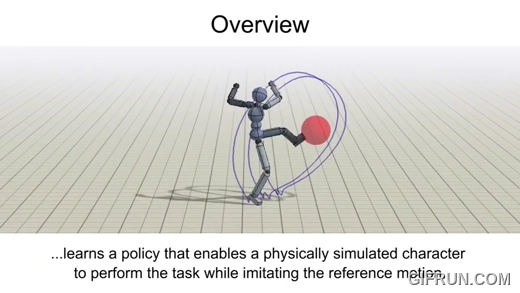 Overview
...learns a policy that enables a physically simulated character
to perform the task while imitating the reference motion.
GIFRUN.COM